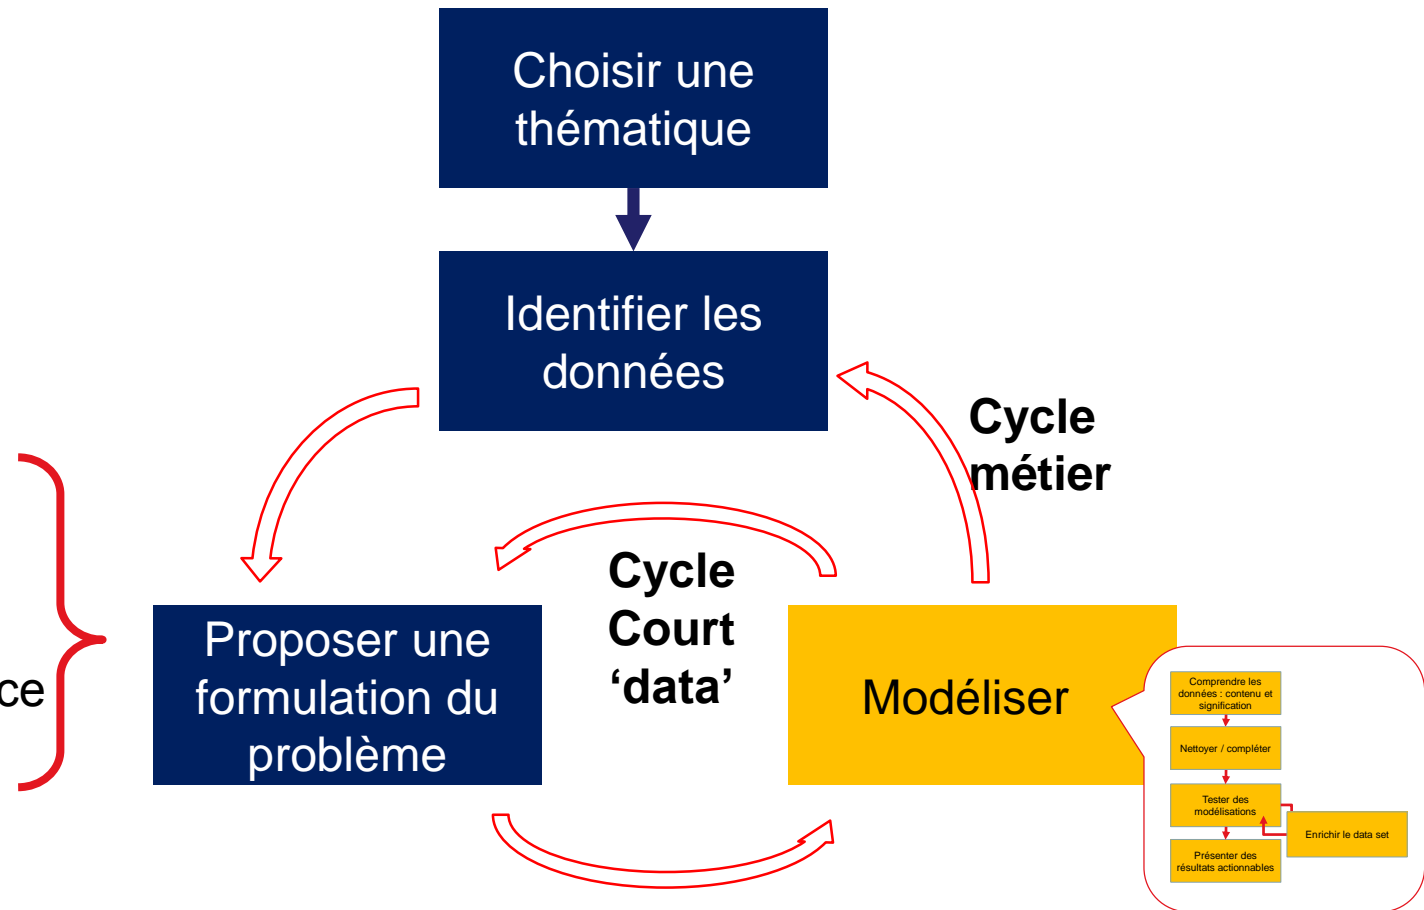 Choisir une
thématique
Identifier les
données
Cycle
métier
Cycle
Court
‘data’
ce
Proposer une
formulation du
problème
Modéliser
Comprendre les
données : contenu et
signification
Nettoyer / compléter
Tester des
modélisations
Enrichir le data set
Présenter des
résultats actionnables